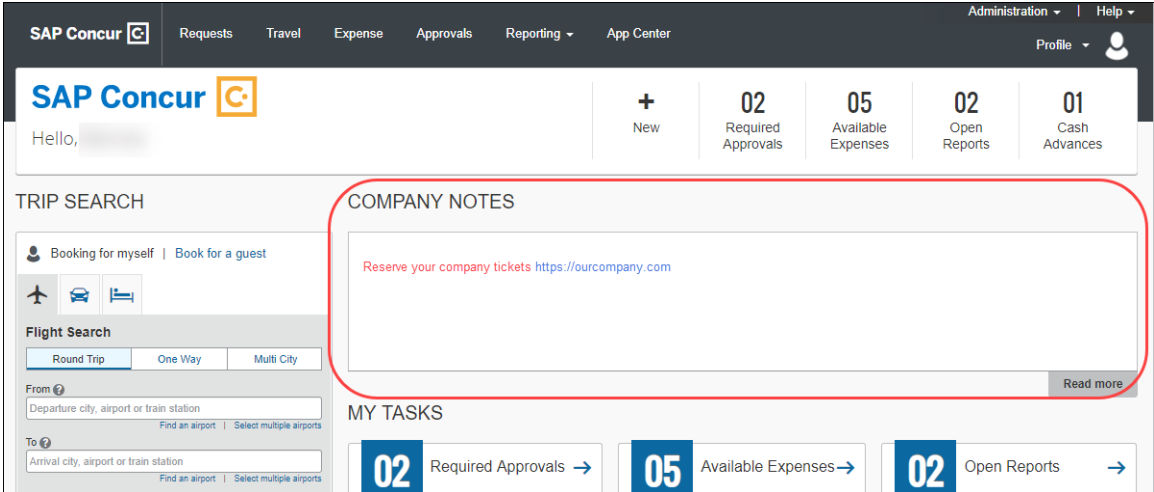 Administration | Help
SAP Concur C Requests Travel Expense Approvals Reporting App Center
Profile
SAP Concur C
Hello,
+ 02 05 02 01
New Required Available Open Cash
Approvals Expenses Reports Advances
TRIP SEARCH
COMPANY NOTES
Booking for myself | Book for a guest
Reserve your company tickets https://ourcompany.com
Flight Search
Round Trip One Way Multi City
From ?
Departure city, airport or train station
Find an airport | Select multiple airports
To ?
Arrival city, airport or train station
Find an airport | Select multiple airports
Read more
MY TASKS
02 Required Approvals →
05 Available Expenses →
02 Open Reports →